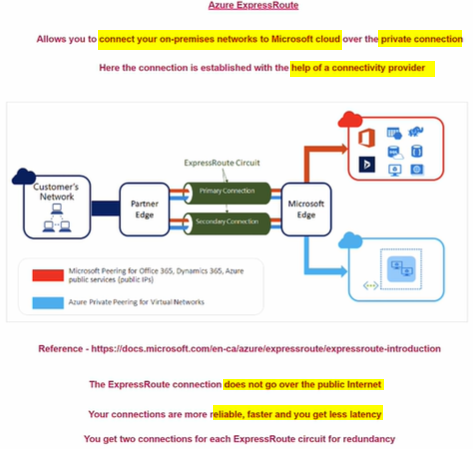 Azure ExpressRoute
Allows you to connect your on-premises networks to Microsoft cloud over the private connection
Here the connection is established with the help of a connectivity provider
ExpressRoute Circuit
Customer's
Network
Partner
Edge
Primary Connection
Secondary Connection
Microsoft
Edge
Microsoft Peering for Office 365, Dynamics 365, Azure
public services (public IPs)
Azure Private Peering for Virtual Networks
Reference - https://docs.microsoft.com/en-ca/azure/expressroute/expressroute-introduction
The ExpressRoute connection does not go over the public Internet
Your connections are more reliable, faster and you get less latency
You get two connections for each ExpressRoute circuit for redundancy